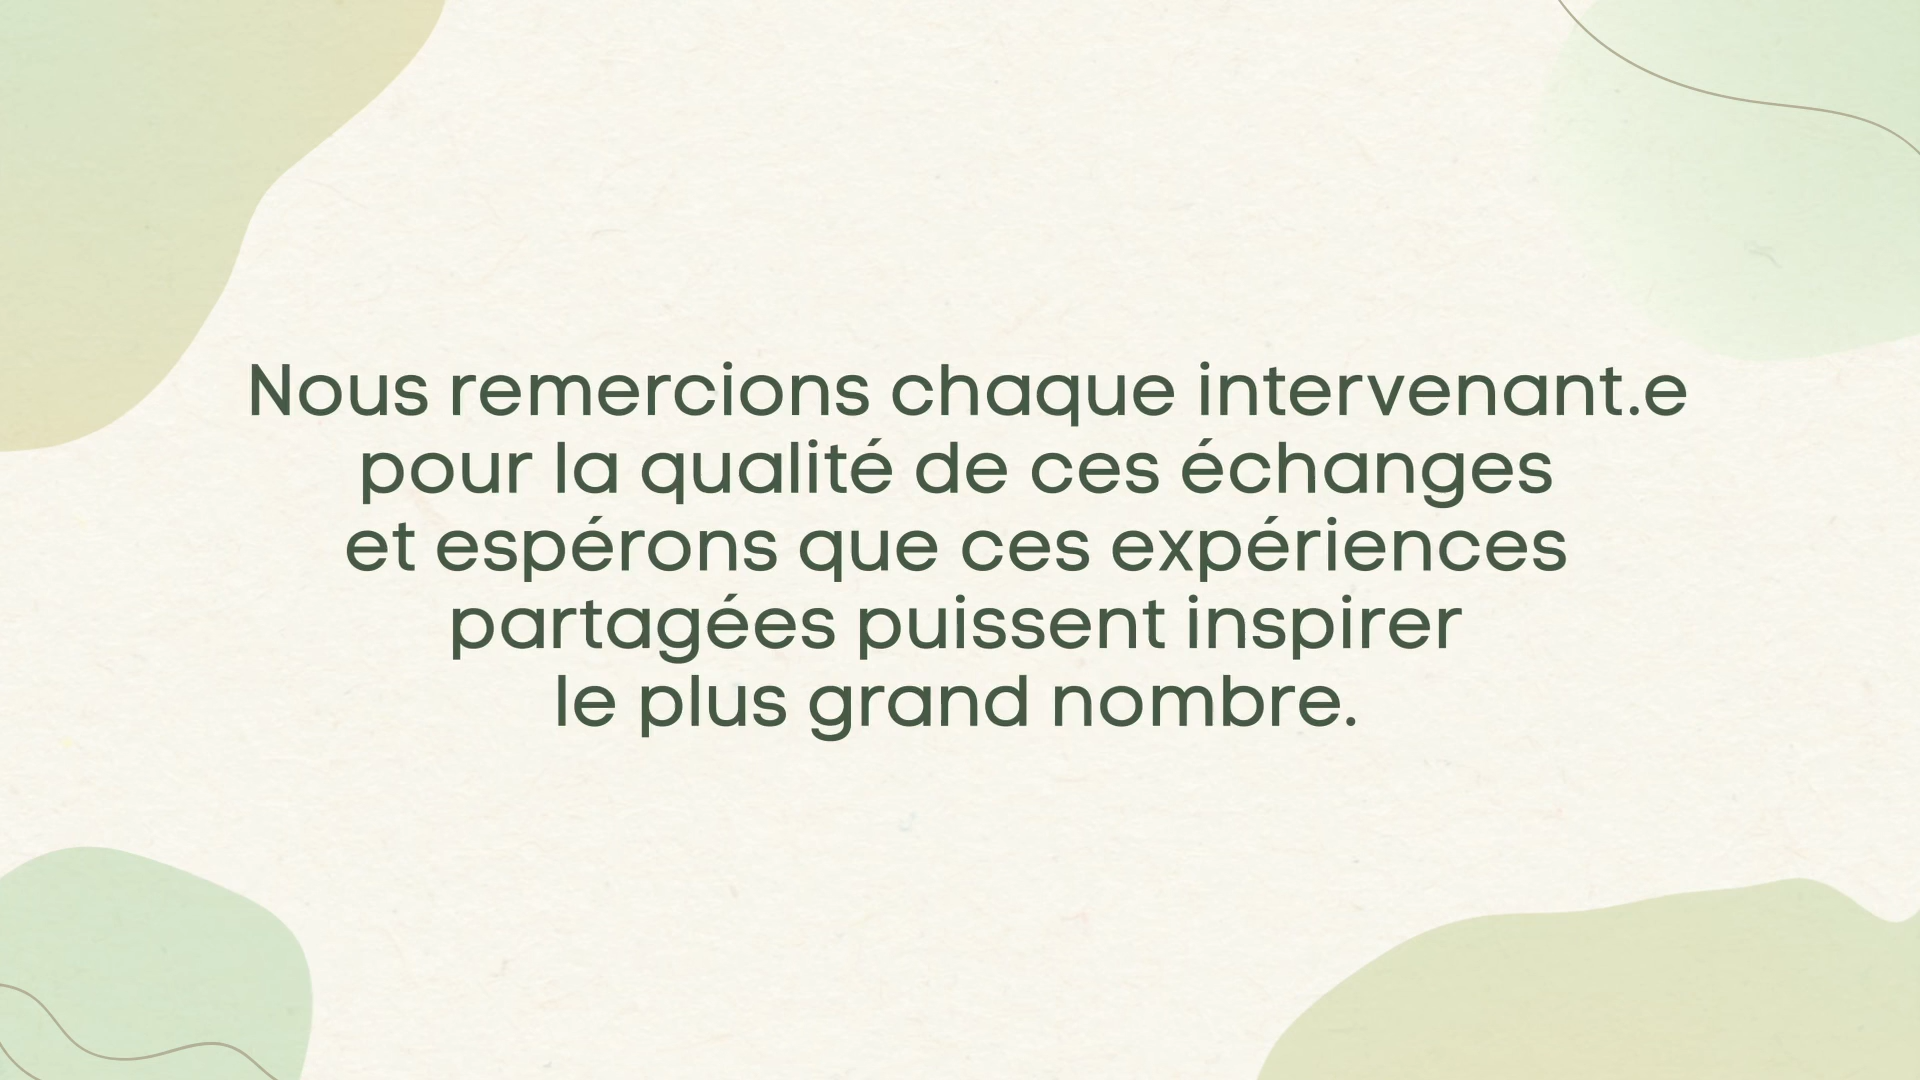 Nous remercions chaque intervenant.e
pour la qualité de ces échanges
et espérons que ces expériences
partagées puissent inspirer
le plus grand nombre.